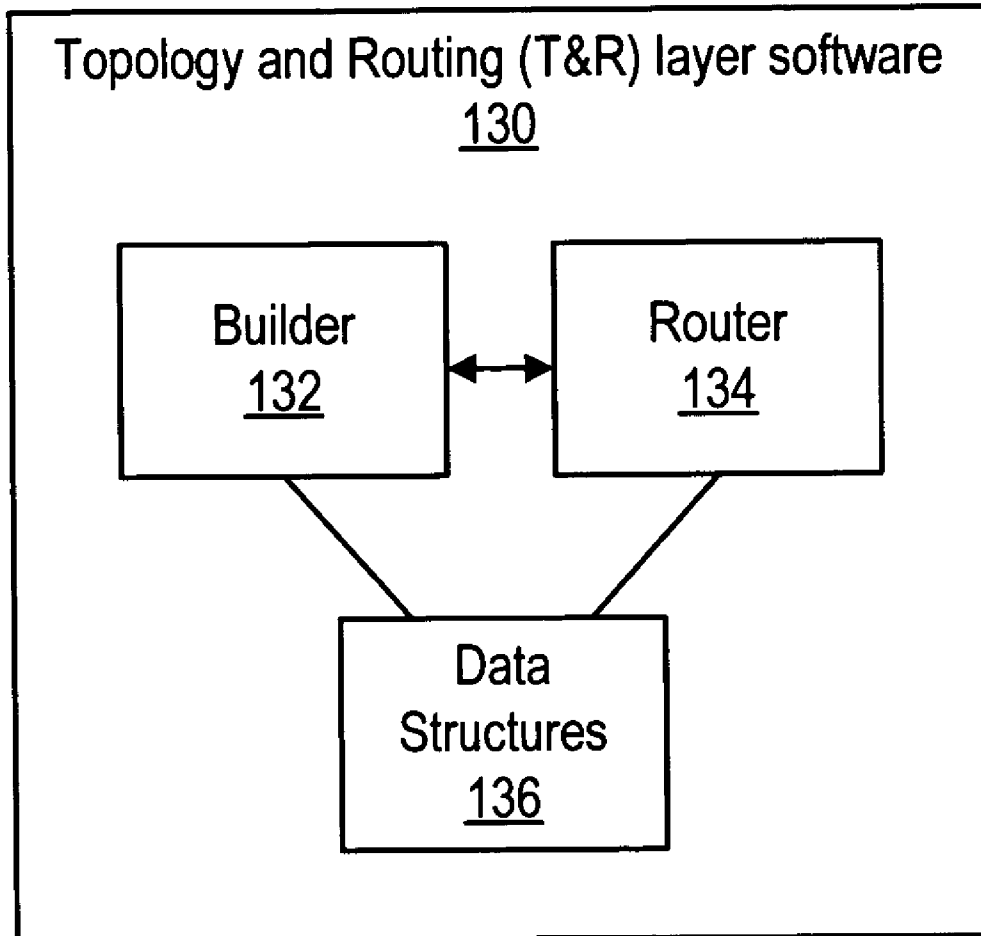 Topology and Routing (T&R) layer software
130
Builder
132
Router
134
Data
Structures
136